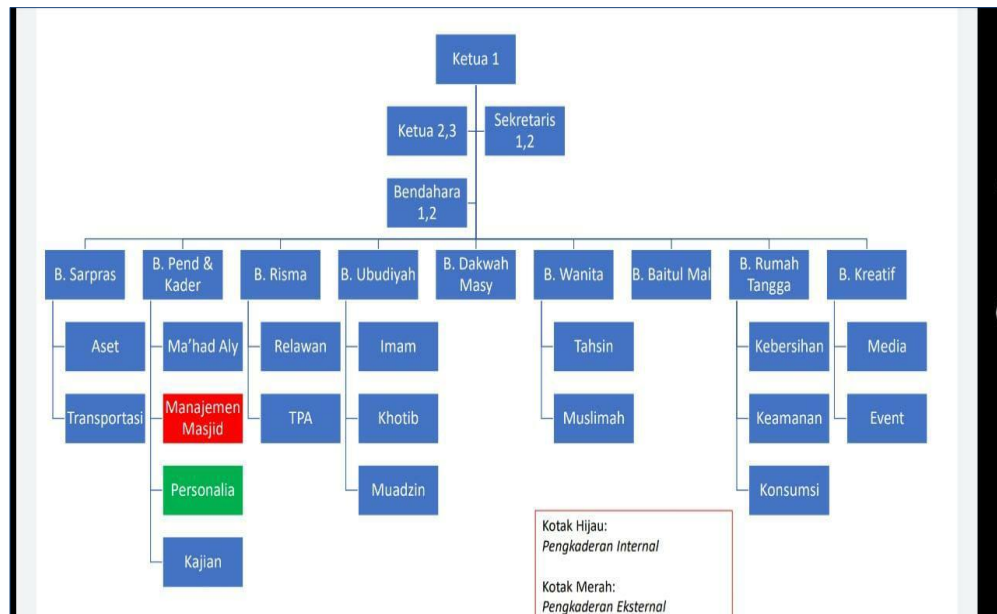 Ketua 1
Ketua 2,3
Sekretaris
1,2
Bendahara
1,2
B. Sarpras
B. Pend &
Kader
B. Risma
B. Ubudiyah
B. Dakwah
Masy
B. Wanita
B. Baitul Mal
B. Rumah
Tangga
B. Kreatif
Aset
Ma'had Aly
Relawan
Imam
Tahsin
Kebersihan
Media
Transportasi
Manajemen
Masjid
TPA
Khotib
Muslimah
Keamanan
Event
Personalia
Muadzin
Konsumsi
Kajian
Kotak Hijau:
Pengkaderan Internal
Kotak Merah:
Pengkaderan Eksternal